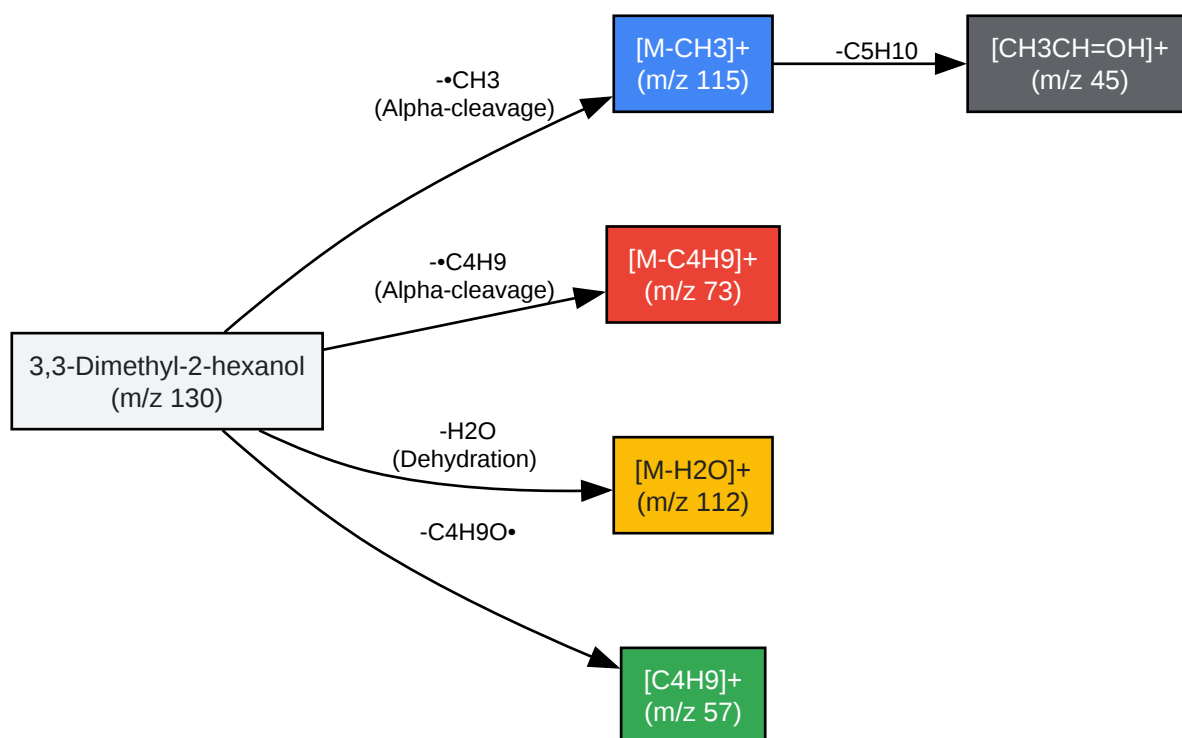 [M-CH3]+
(m/z 115)
-C5H10
[CH3CH=OH]+
(m/z 45)
-•CH3
(Alpha-cleavage)
-•C4H9
(Alpha-cleavage)
[M-C4H9]+
(m/z 73)
3,3-Dimethyl-2-hexanol
(m/z 130)
-H2O
(Dehydration)
[M-H2O]+
(m/z 112)
-C4H9O•
[C4H9]+
(m/z 57)